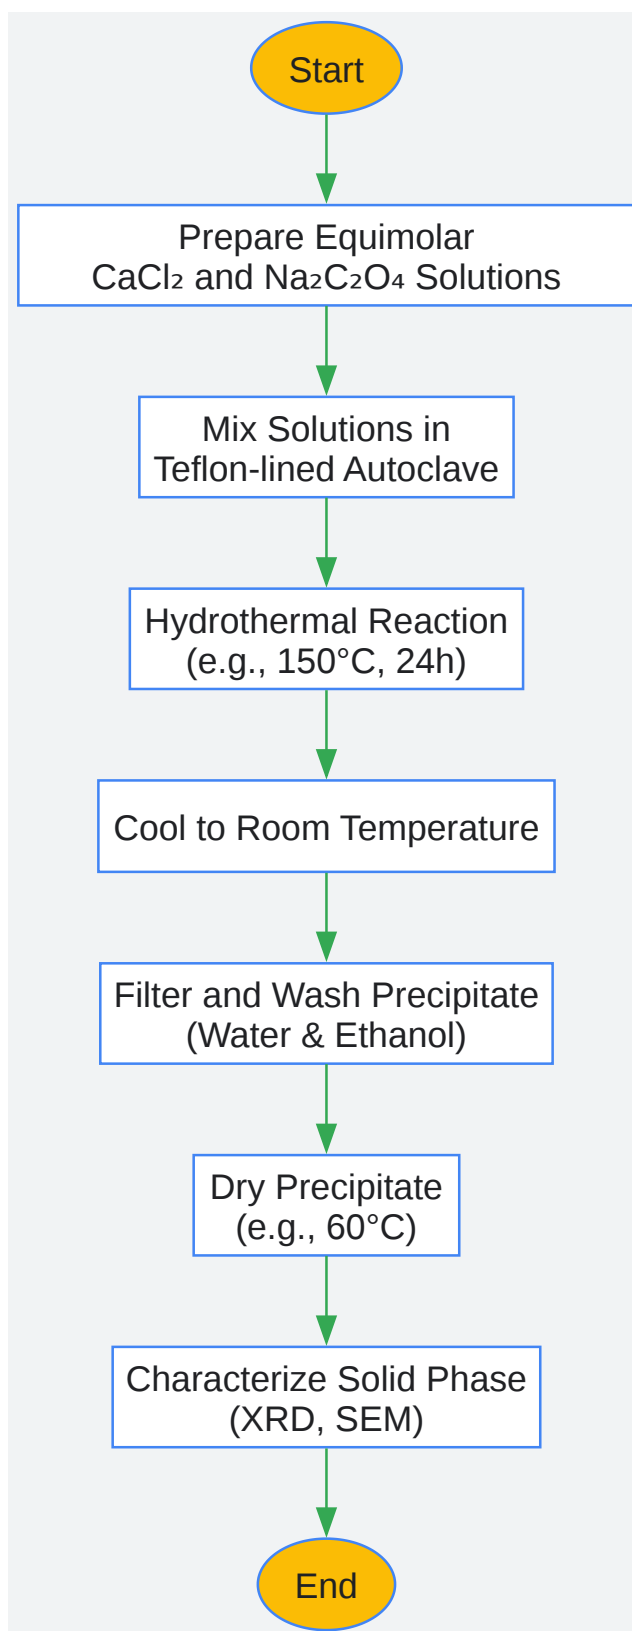 Start
Prepare Equimolar
CaCl₂ and Na₂C₂O₄ Solutions
Mix Solutions in
Teflon-lined Autoclave
Hydrothermal Reaction
(e.g., 150°C, 24h)
Cool to Room Temperature
Filter and Wash Precipitate
(Water & Ethanol)
Dry Precipitate
(e.g., 60°C)
Characterize Solid Phase
(XRD, SEM)
End